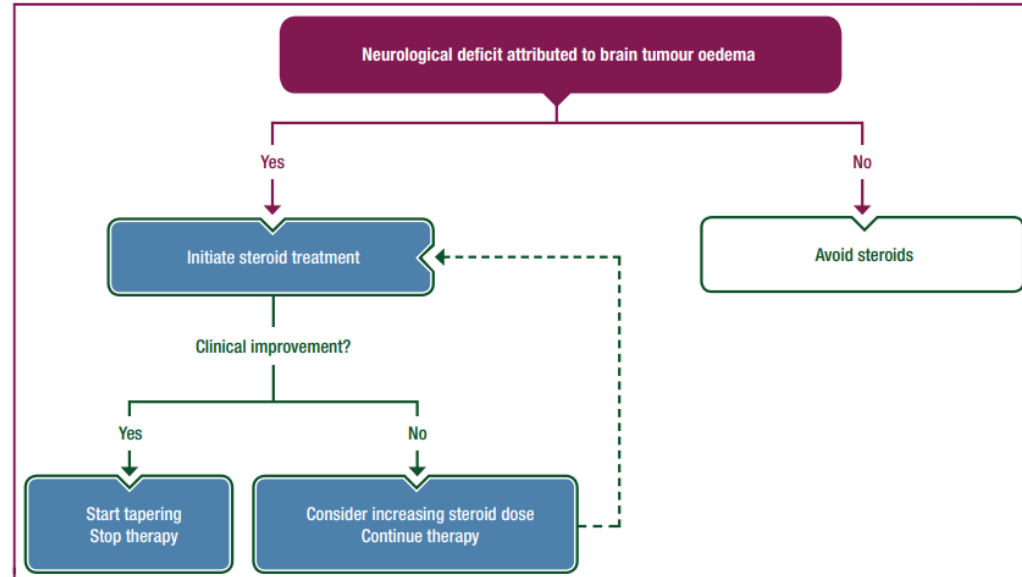 Neurological deficit attributed to brain tumour oedema
Yes
No
Initiate steroid treatment
Avoid steroids
Clinical improvement?
Yes
No
Start tapering
Stop therapy
Consider increasing steroid dose
Continue therapy